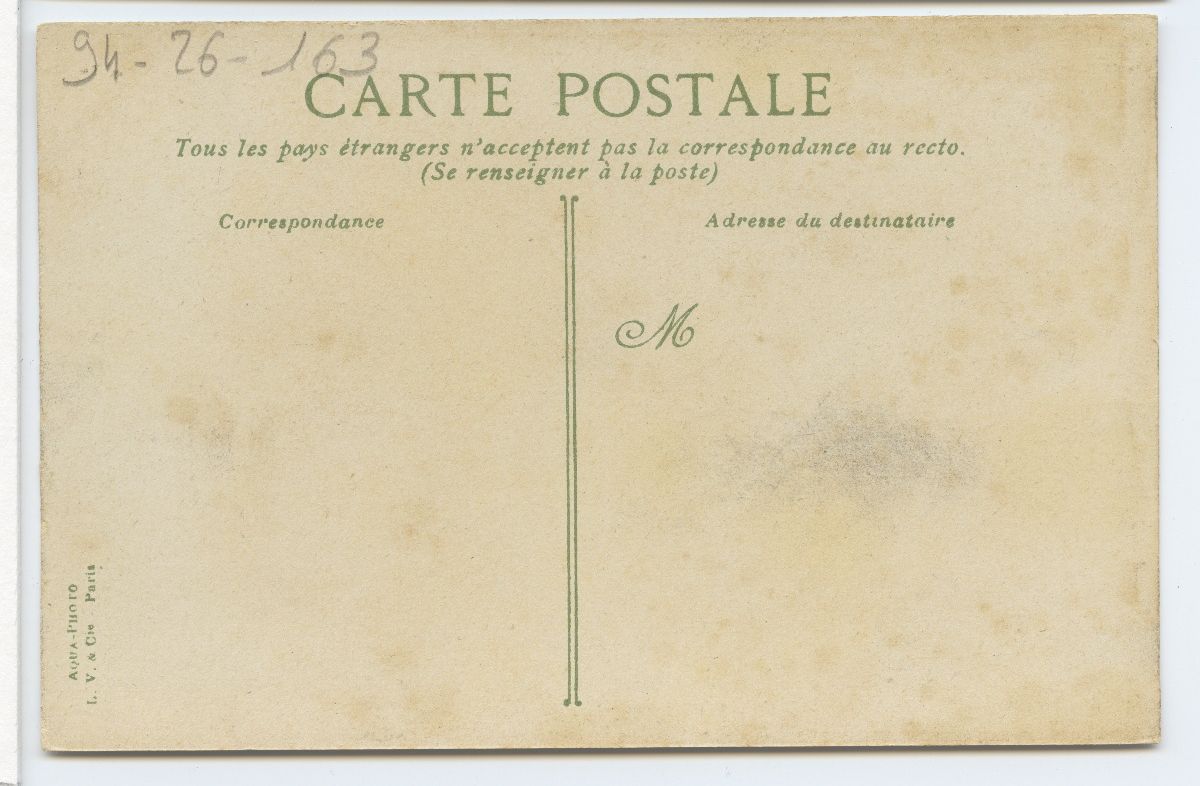 94-26-163
CARTE POSTALE
Tous les pays étrangers n'acceptent pas la correspondance au recto.
(Se renseigner à la poste)
Correspondance
Adresse du destinataire
M
AQUA-PHOTO
L. V. & Cie - Paris